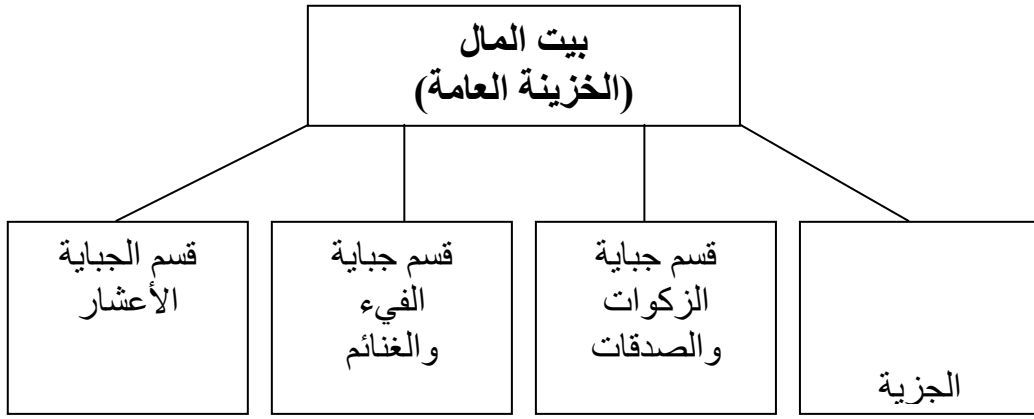 بيت المال
(الخزينة العامة)
الجزية
قسم جباية
الزكوات
والصدقات
قسم جباية
الفيء
والغنائم
قسم الجباية
الأعشار